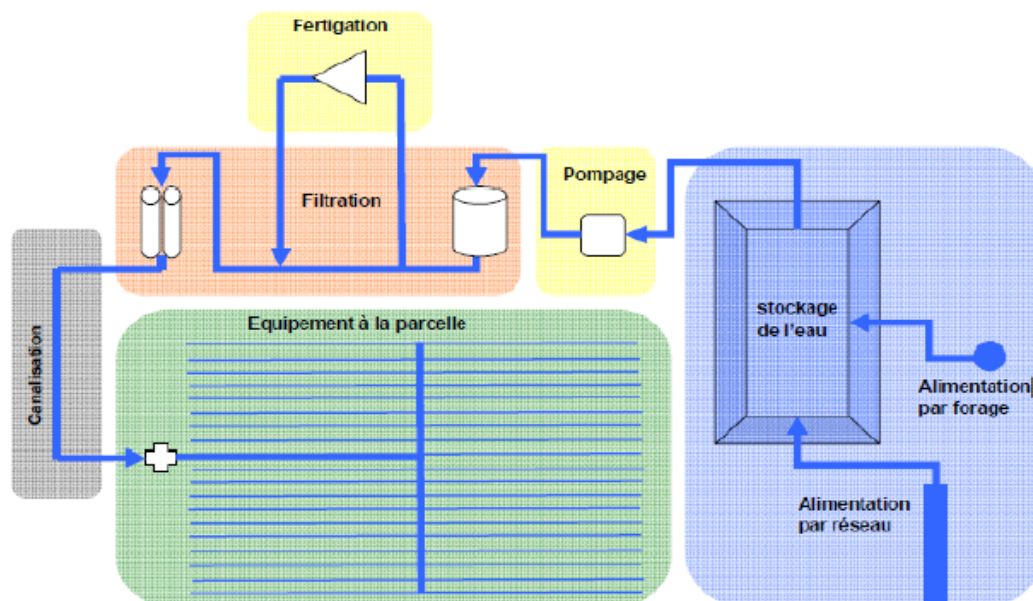 Fertigation
Pompage
Filtration
stockage
de l'eau
Equipement à la parcelle
Canalisation
Alimentation
par forage
Alimentation
par réseau